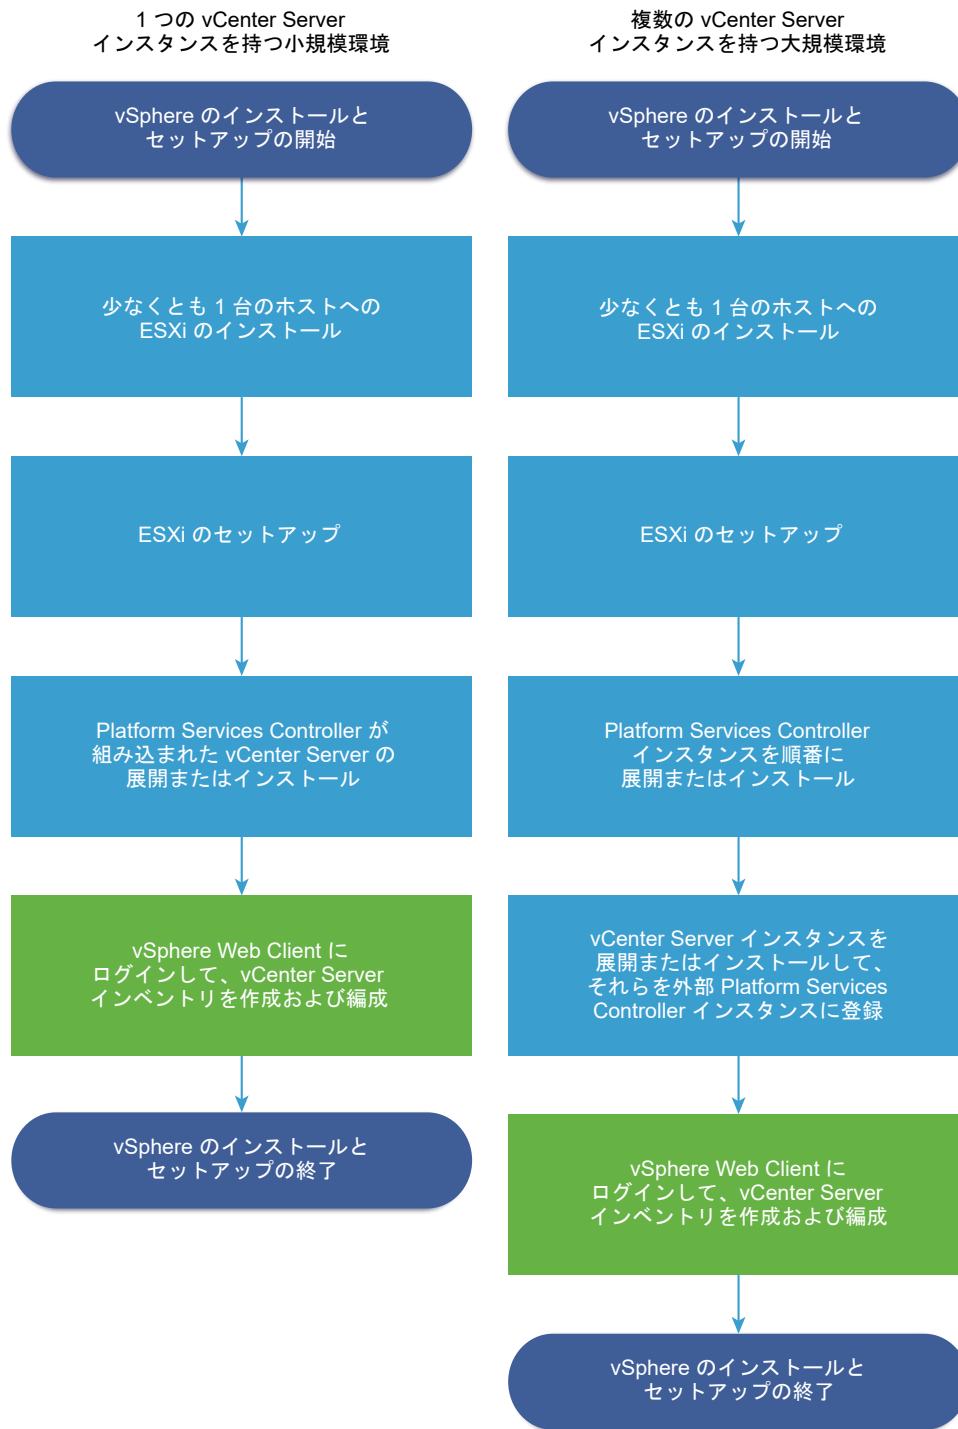 1 つの vCenter Server
インスタンスを持つ小規模環境
vSphere のインストールと
セットアップの開始
少なくとも 1 台のホストへの
ESXi のインストール
ESXi のセットアップ
Platform Services Controller が
組み込まれた vCenter Server の
展開またはインストール
vSphere Web Client に
ログインして、vCenter Server
インベントリを作成および編成
vSphere のインストールと
セットアップの終了
複数の vCenter Server
インスタンスを持つ大規模環境
vSphere のインストールと
セットアップの開始
少なくとも 1 台のホストへの
ESXi のインストール
ESXi のセットアップ
Platform Services Controller
インスタンスを順番に
展開またはインストール
vCenter Server インスタンスを
展開またはインストールして、
それらを外部 Platform Services
Controller インスタンスに登録
vSphere Web Client に
ログインして、vCenter Server
インベントリを作成および編成
vSphere のインストールと
セットアップの終了